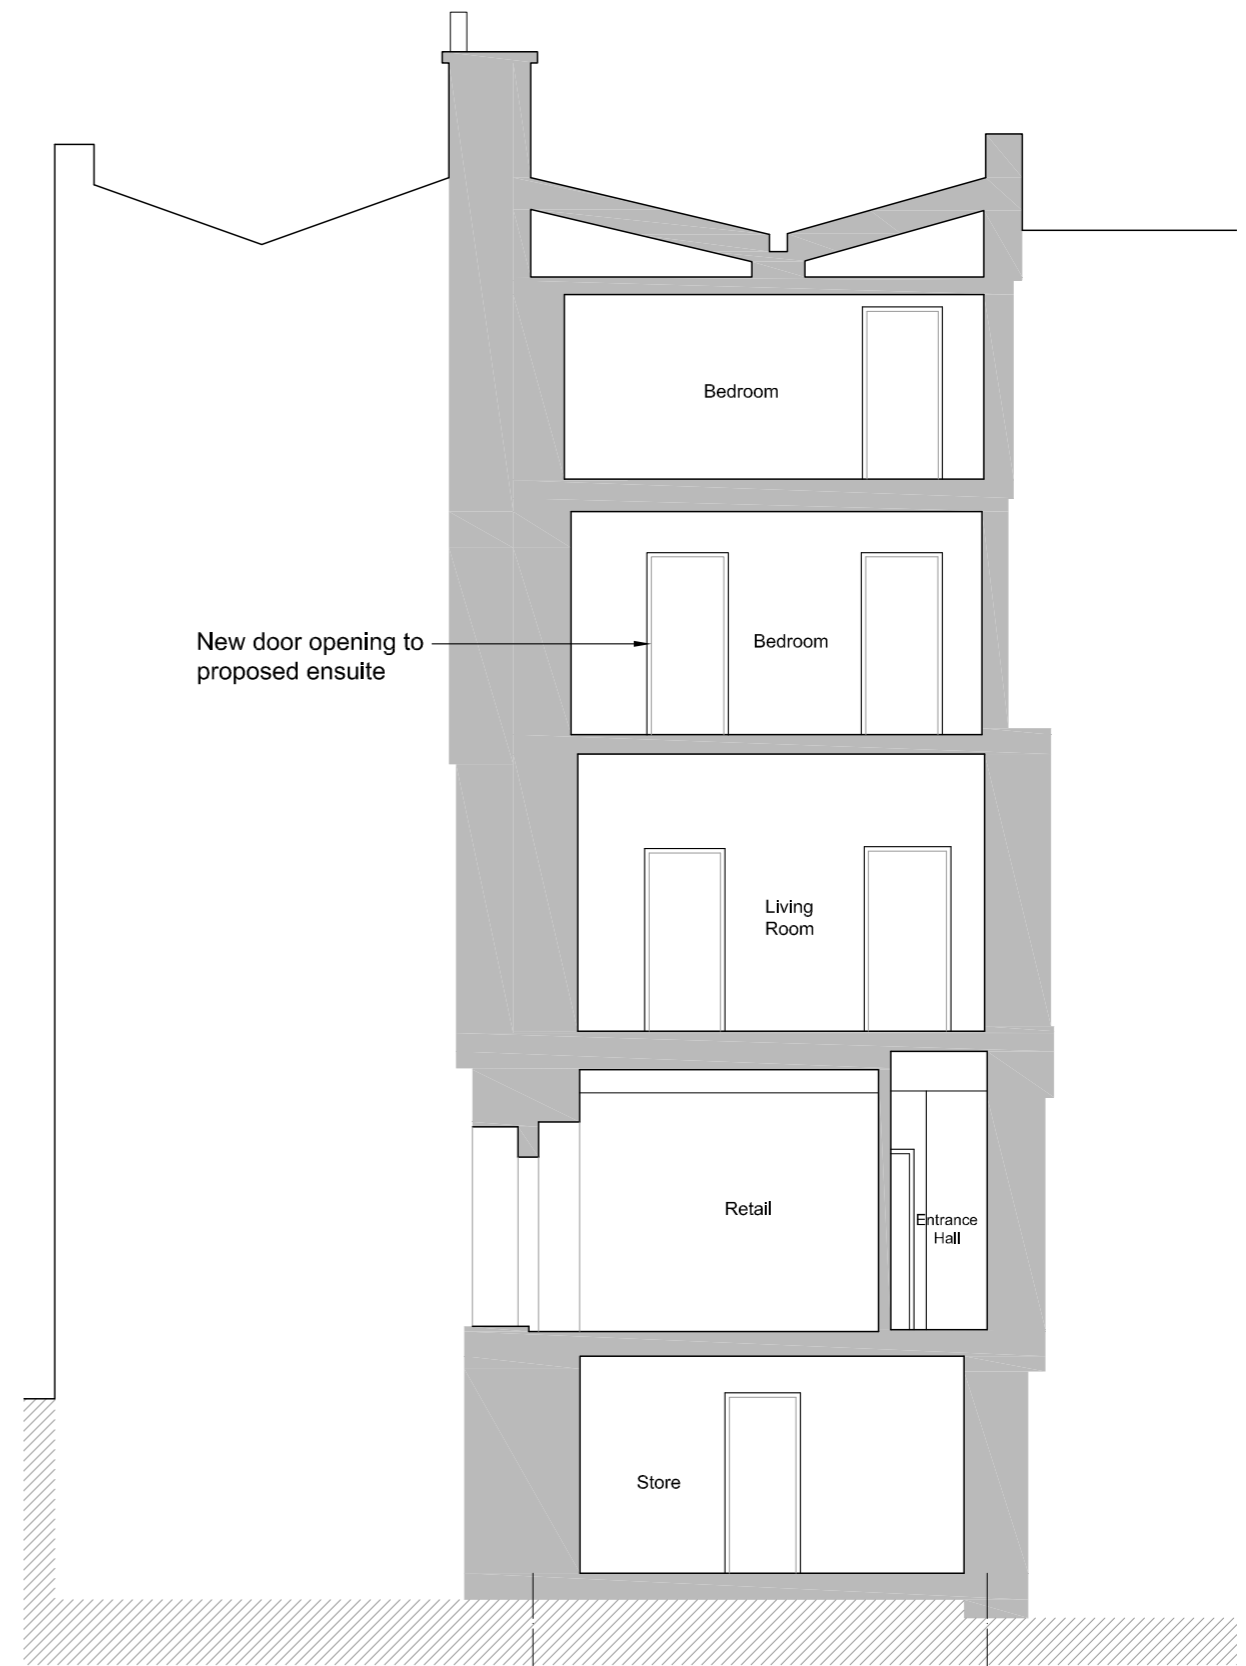 Bedroom
New door opening to
proposed ensuite
Bedroom
Living
Room
Retail
Entrance
Hall
Store